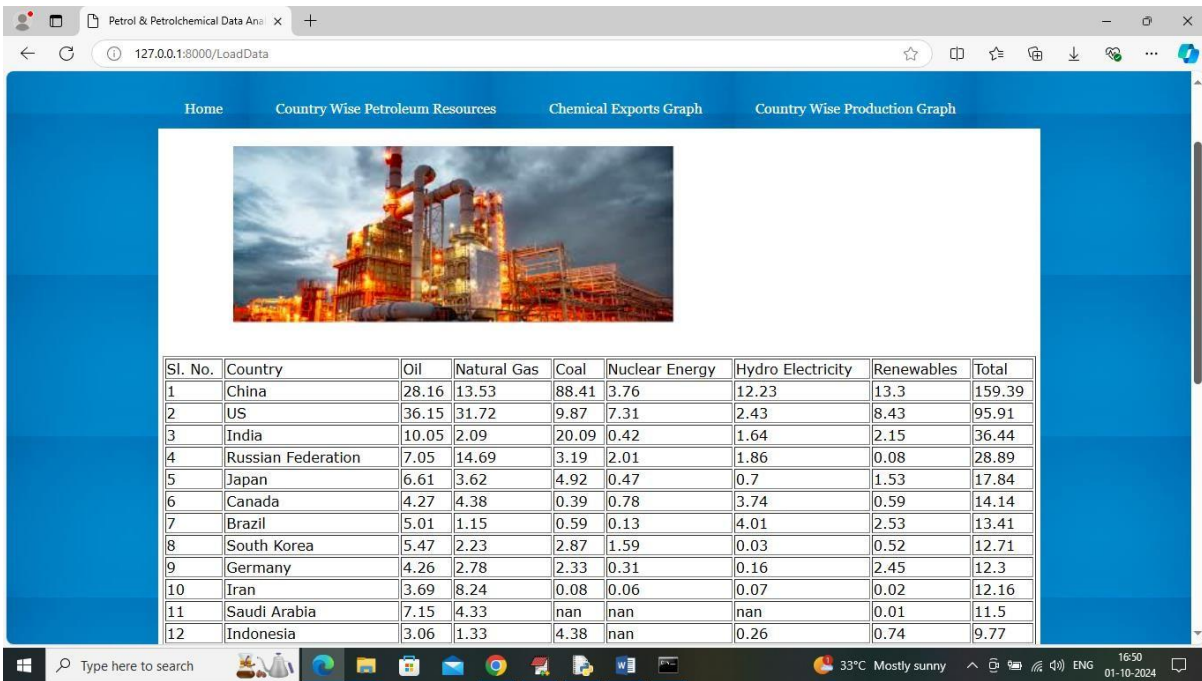 Petrol & Petrolchemical Data Ana
127.0.0.1:8000/LoadData
Home Country Wise Petroleum Resources Chemical Exports Graph Country Wise Production Graph
Sl. No. Country Oil Natural Gas Coal Nuclear Energy Hydro Electricity Renewables Total
1 China 28.16 13.53 88.41 3.76 12.23 13.3 159.39
2 US 36.15 31.72 9.87 7.31 2.43 8.43 95.91
3 India 10.05 2.09 20.09 0.42 1.64 2.15 36.44
4 Russian Federation 7.05 14.69 3.19 2.01 1.86 0.08 28.89
5 Japan 6.61 3.62 4.92 0.47 0.7 1.53 17.84
6 Canada 4.27 4.38 0.39 0.78 3.74 0.59 14.14
7 Brazil 5.01 1.15 0.59 0.13 4.01 2.53 13.41
8 South Korea 5.47 2.23 2.87 1.59 0.03 0.52 12.71
9 Germany 4.26 2.78 2.33 0.31 0.16 2.45 12.3
10 Iran 3.69 8.24 0.08 0.06 0.07 0.02 12.16
11 Saudi Arabia 7.15 4.33 nan nan nan 0.01 11.5
12 Indonesia 3.06 1.33 4.38 nan 0.26 0.74 9.77
Type here to search 33°C Mostly sunny ENG 16:50
01-10-2024